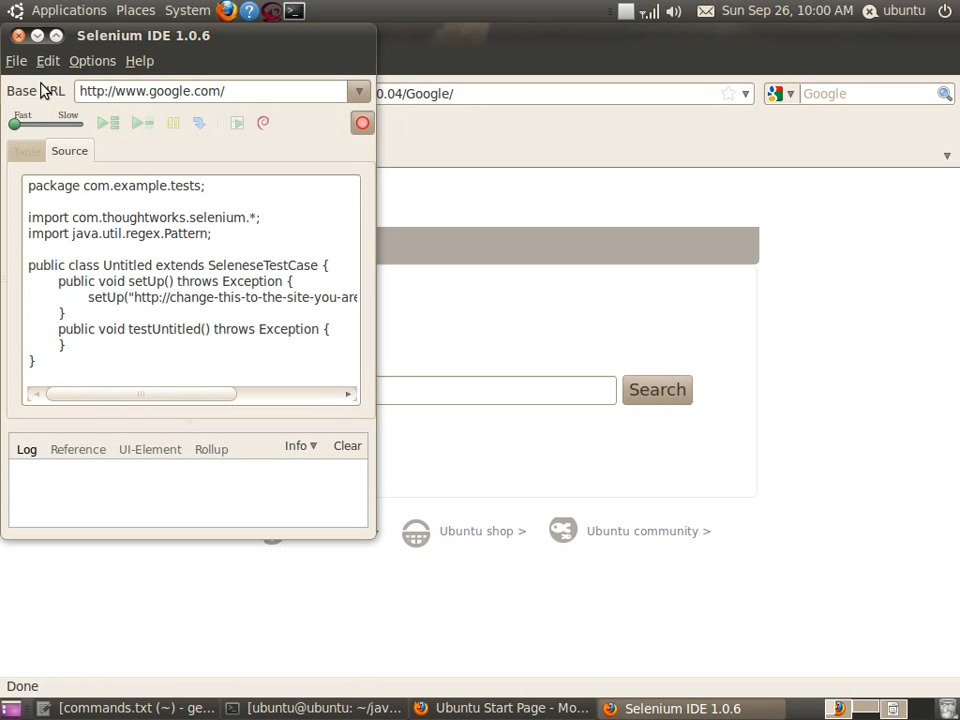 Applications Places System
Sun Sep 26, 10:00 AM
ubuntu
Selenium IDE 1.0.6
File Edit Options Help
Base URL
http://www.google.com/
0.04/Google/
Google
Fast Slow
Table Source
package com.example.tests;
import com.thoughtworks.selenium.*;
import java.util.regex.Pattern;
public class Untitled extends SeleneseTestCase {
public void setUp() throws Exception {
setUp("http://change-this-to-the-site-you-are
}
public void testUntitled() throws Exception {
}
}
Search
Log Reference UI-Element Rollup Info Clear
Ubuntu shop >
Ubuntu community >
Done
[commands.txt (~) - ge...
[ubuntu@ubuntu: ~/jav...
Ubuntu Start Page - Mo...
Selenium IDE 1.0.6